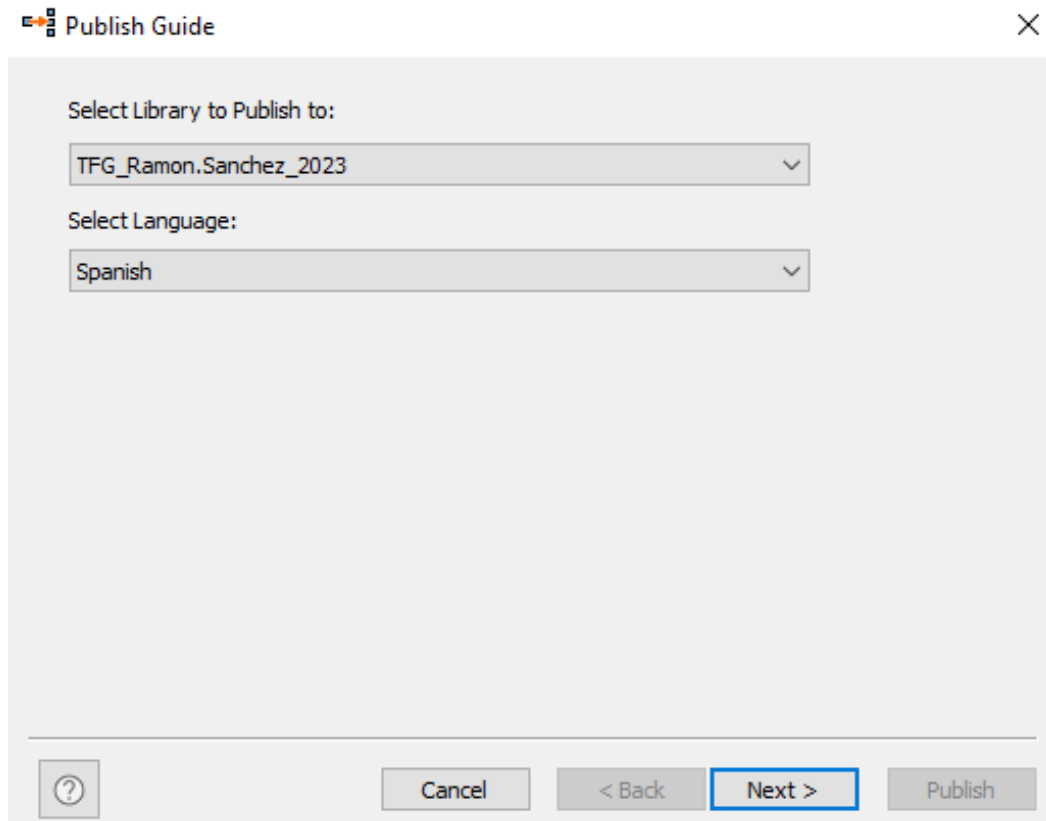 Publish Guide
Select Library to Publish to:
TFG_Ramon.Sanchez_2023
Select Language:
Spanish
Cancel
< Back
Next >
Publish